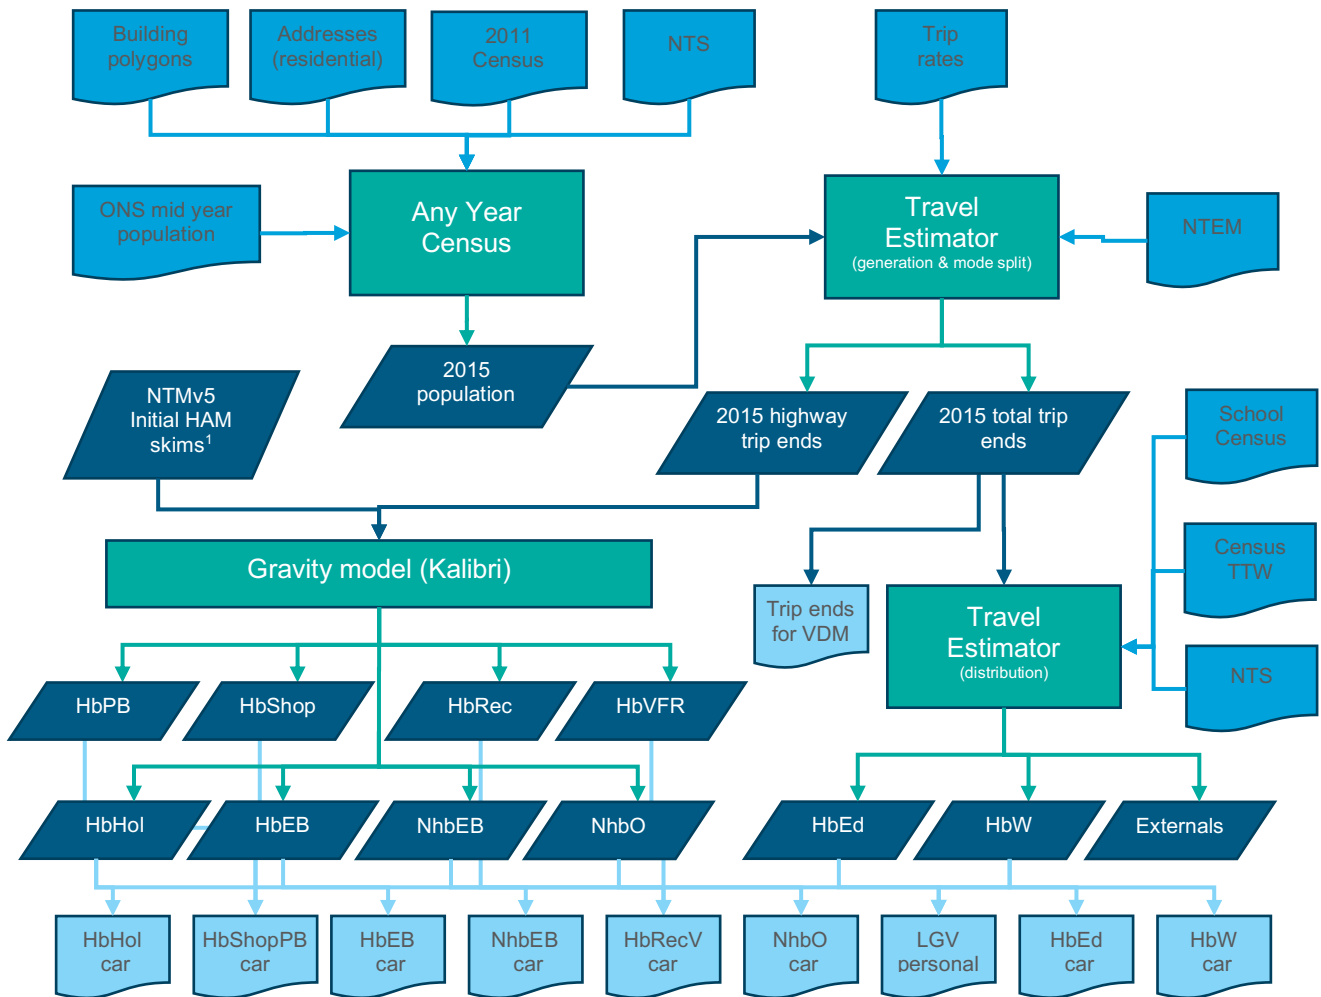 Building
polygons
Addresses
(residential)
2011
Census
NTS
Trip
rates
ONS mid year
population
Any Year
Census
Travel
Estimator
(generation & mode split)
NTEM
2015
population
NTMv5
Initial HAM
skims¹
2015 highway
trip ends
2015 total trip
ends
School
Census
Gravity model (Kalibri)
Census
TTW
Trip ends
for VDM
Travel
Estimator
(distribution)
NTS
HbPB
HbShop
HbRec
HbVFR
HbHol
HbEB
NhbEB
NhbO
HbEd
HbW
Externals
HbHol
car
HbShopPB
car
HbEB
car
NhbEB
car
HbRecV
car
NhbO
car
LGV
personal
HbEd
car
HbW
car